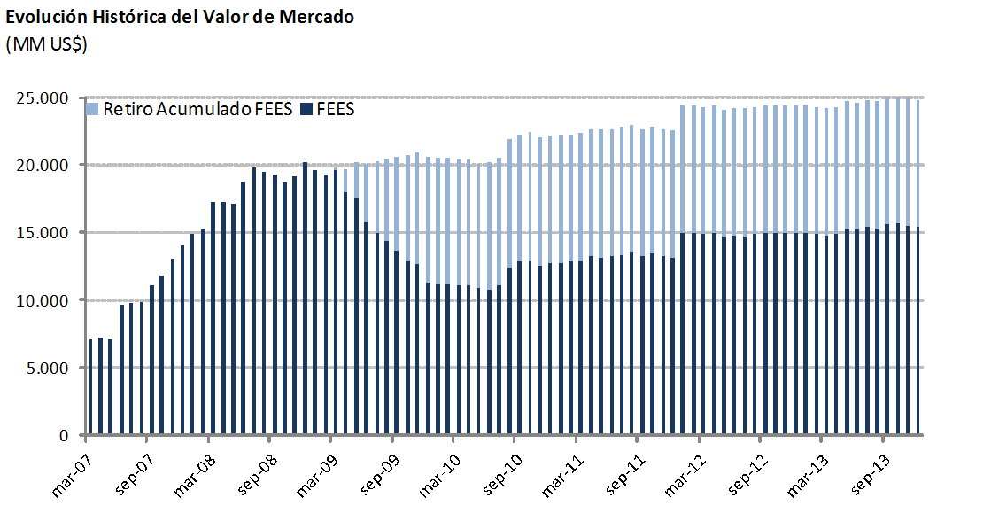 Evolución Histórica del Valor de Mercado
(MM US$)
25.000
Retiro Acumulado FEES FEES
20.000
15.000
10.000
5.000
0
mar-07 sep-07 mar-08 sep-08 mar-09 sep-09 mar-10 sep-10 mar-11 sep-11 mar-12 sep-12 mar-13 sep-13